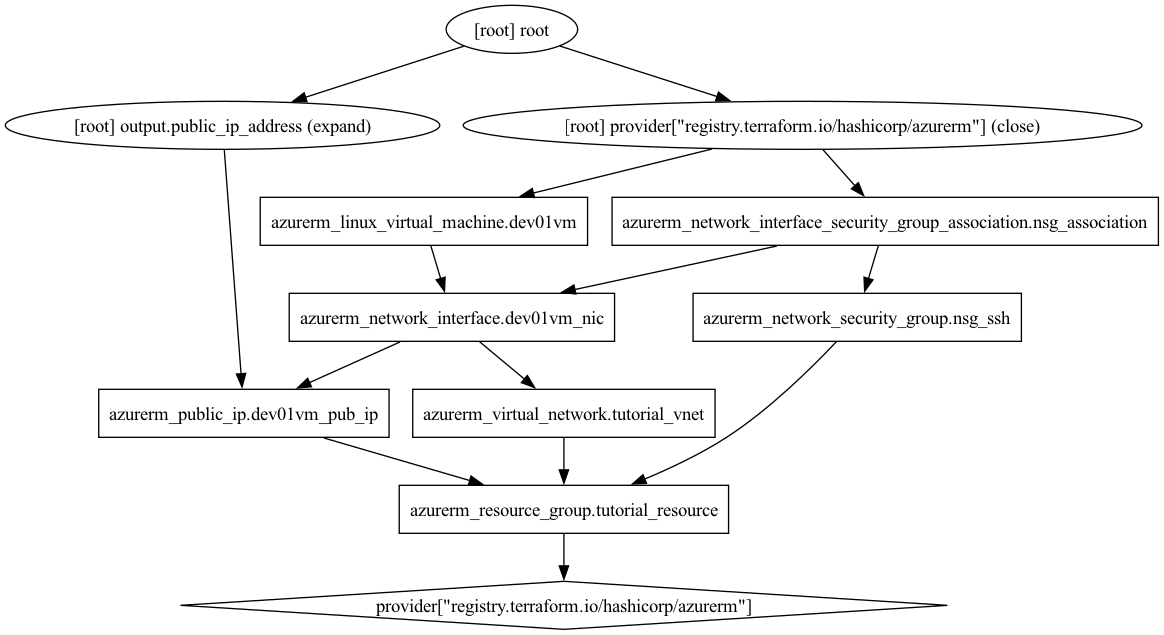 [root] root
[root] output.public_ip_address (expand)
[root] provider["registry.terraform.io/hashicorp/azurerm"] (close)
azurerm_linux_virtual_machine.dev01vm
azurerm_network_interface_security_group_association.nsg_association
azurerm_network_interface.dev01vm_nic
azurerm_network_security_group.nsg_ssh
azurerm_public_ip.dev01vm_pub_ip
azurerm_virtual_network.tutorial_vnet
azurerm_resource_group.tutorial_resource
provider["registry.terraform.io/hashicorp/azurerm"]